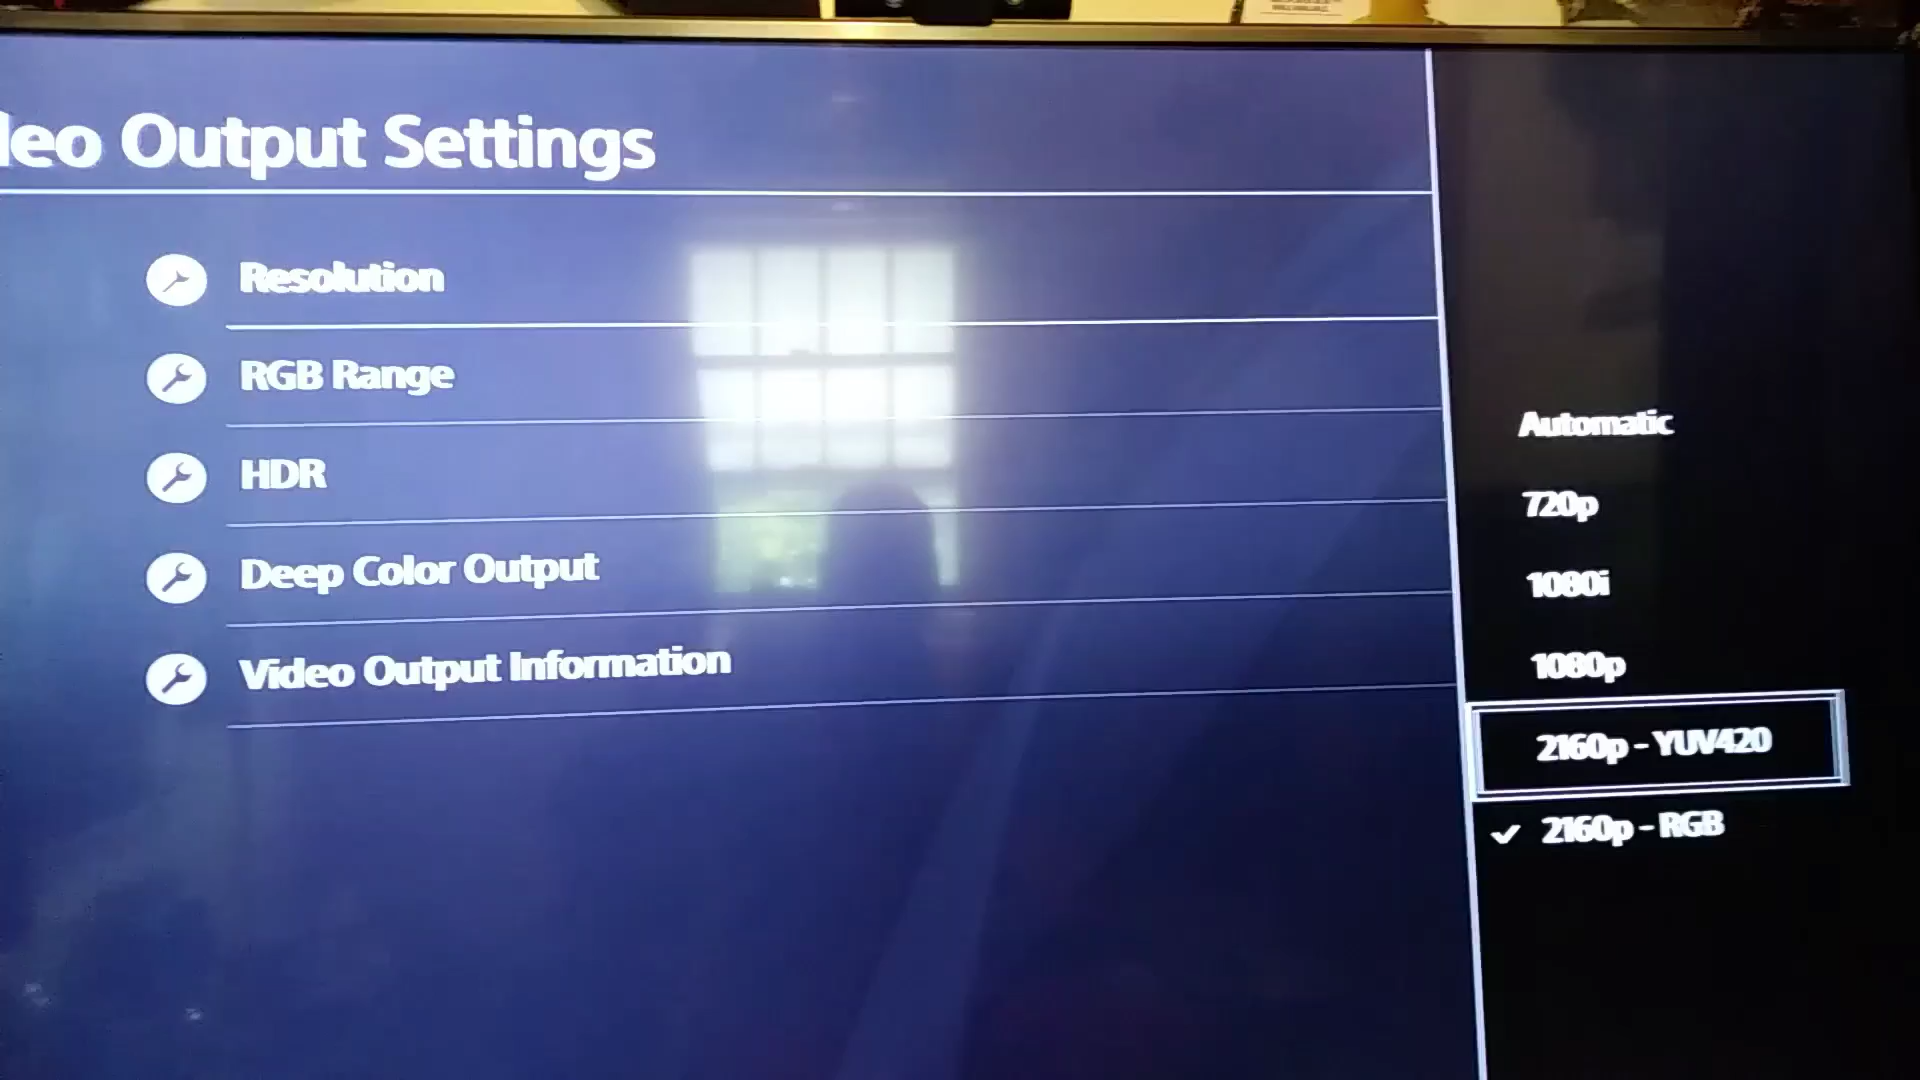 deo Output Settings
Resolution
RGB Range
HDR
Deep Color Output
Video Output Information
Automatic
720p
1080i
1080p
2160p - YUV420
2160p - RGB